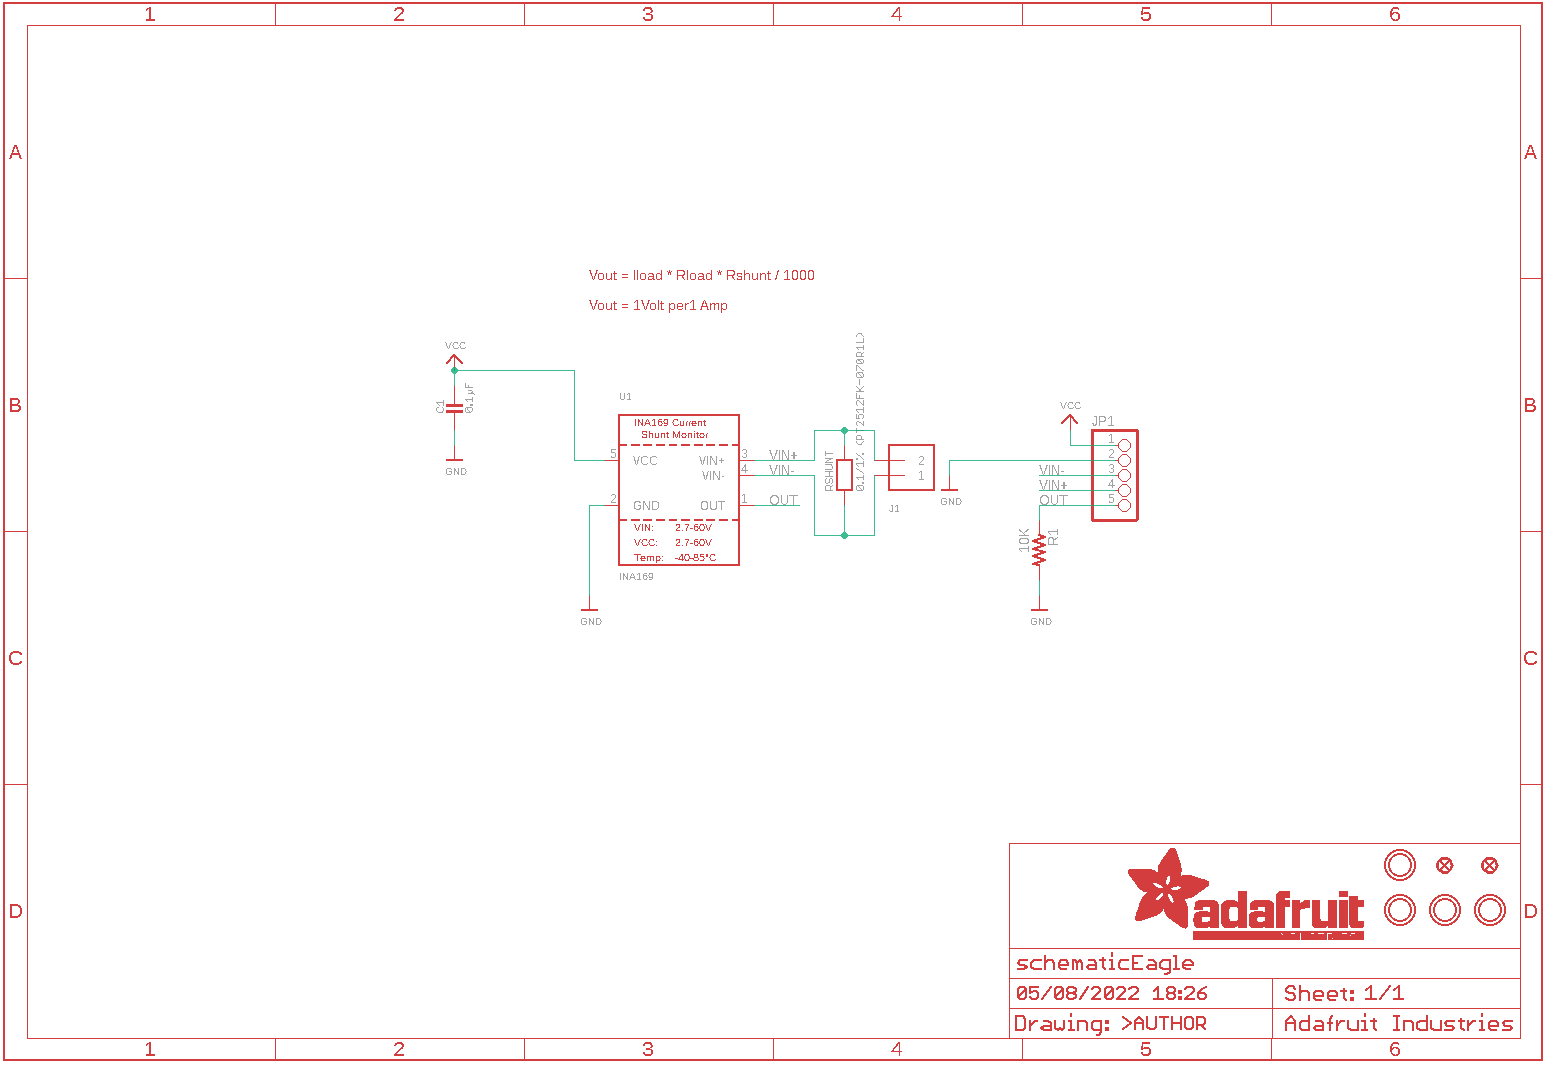 1 2 3 4 5 6
A A
Vout = Iload * Rload * Rshunt / 1000
Vout = 1Volt per1 Amp
B B
VCC
C1
0.1µF
GND
U1
INA169 Current
Shunt Monitor
5 VCC VIN+ 3 VIN+
VIN- 4 VIN-
2 GND OUT 1 OUT
VIN: 2.7-60V
VCC: 2.7-60V
Temp: -40-85°C
INA169
GND
RSHUNT
0.1/1% (PT2512FK-070R1L)
2
1
J1
GND
VCC
JP1
1
2
VIN- 3
VIN+ 4
OUT 5
10K
R1
GND
C C
D D
adafruit
schematicEagle
05/08/2022 18:26 Sheet: 1/1
Drawing: >AUTHOR Adafruit Industries
1 2 3 4 5 6